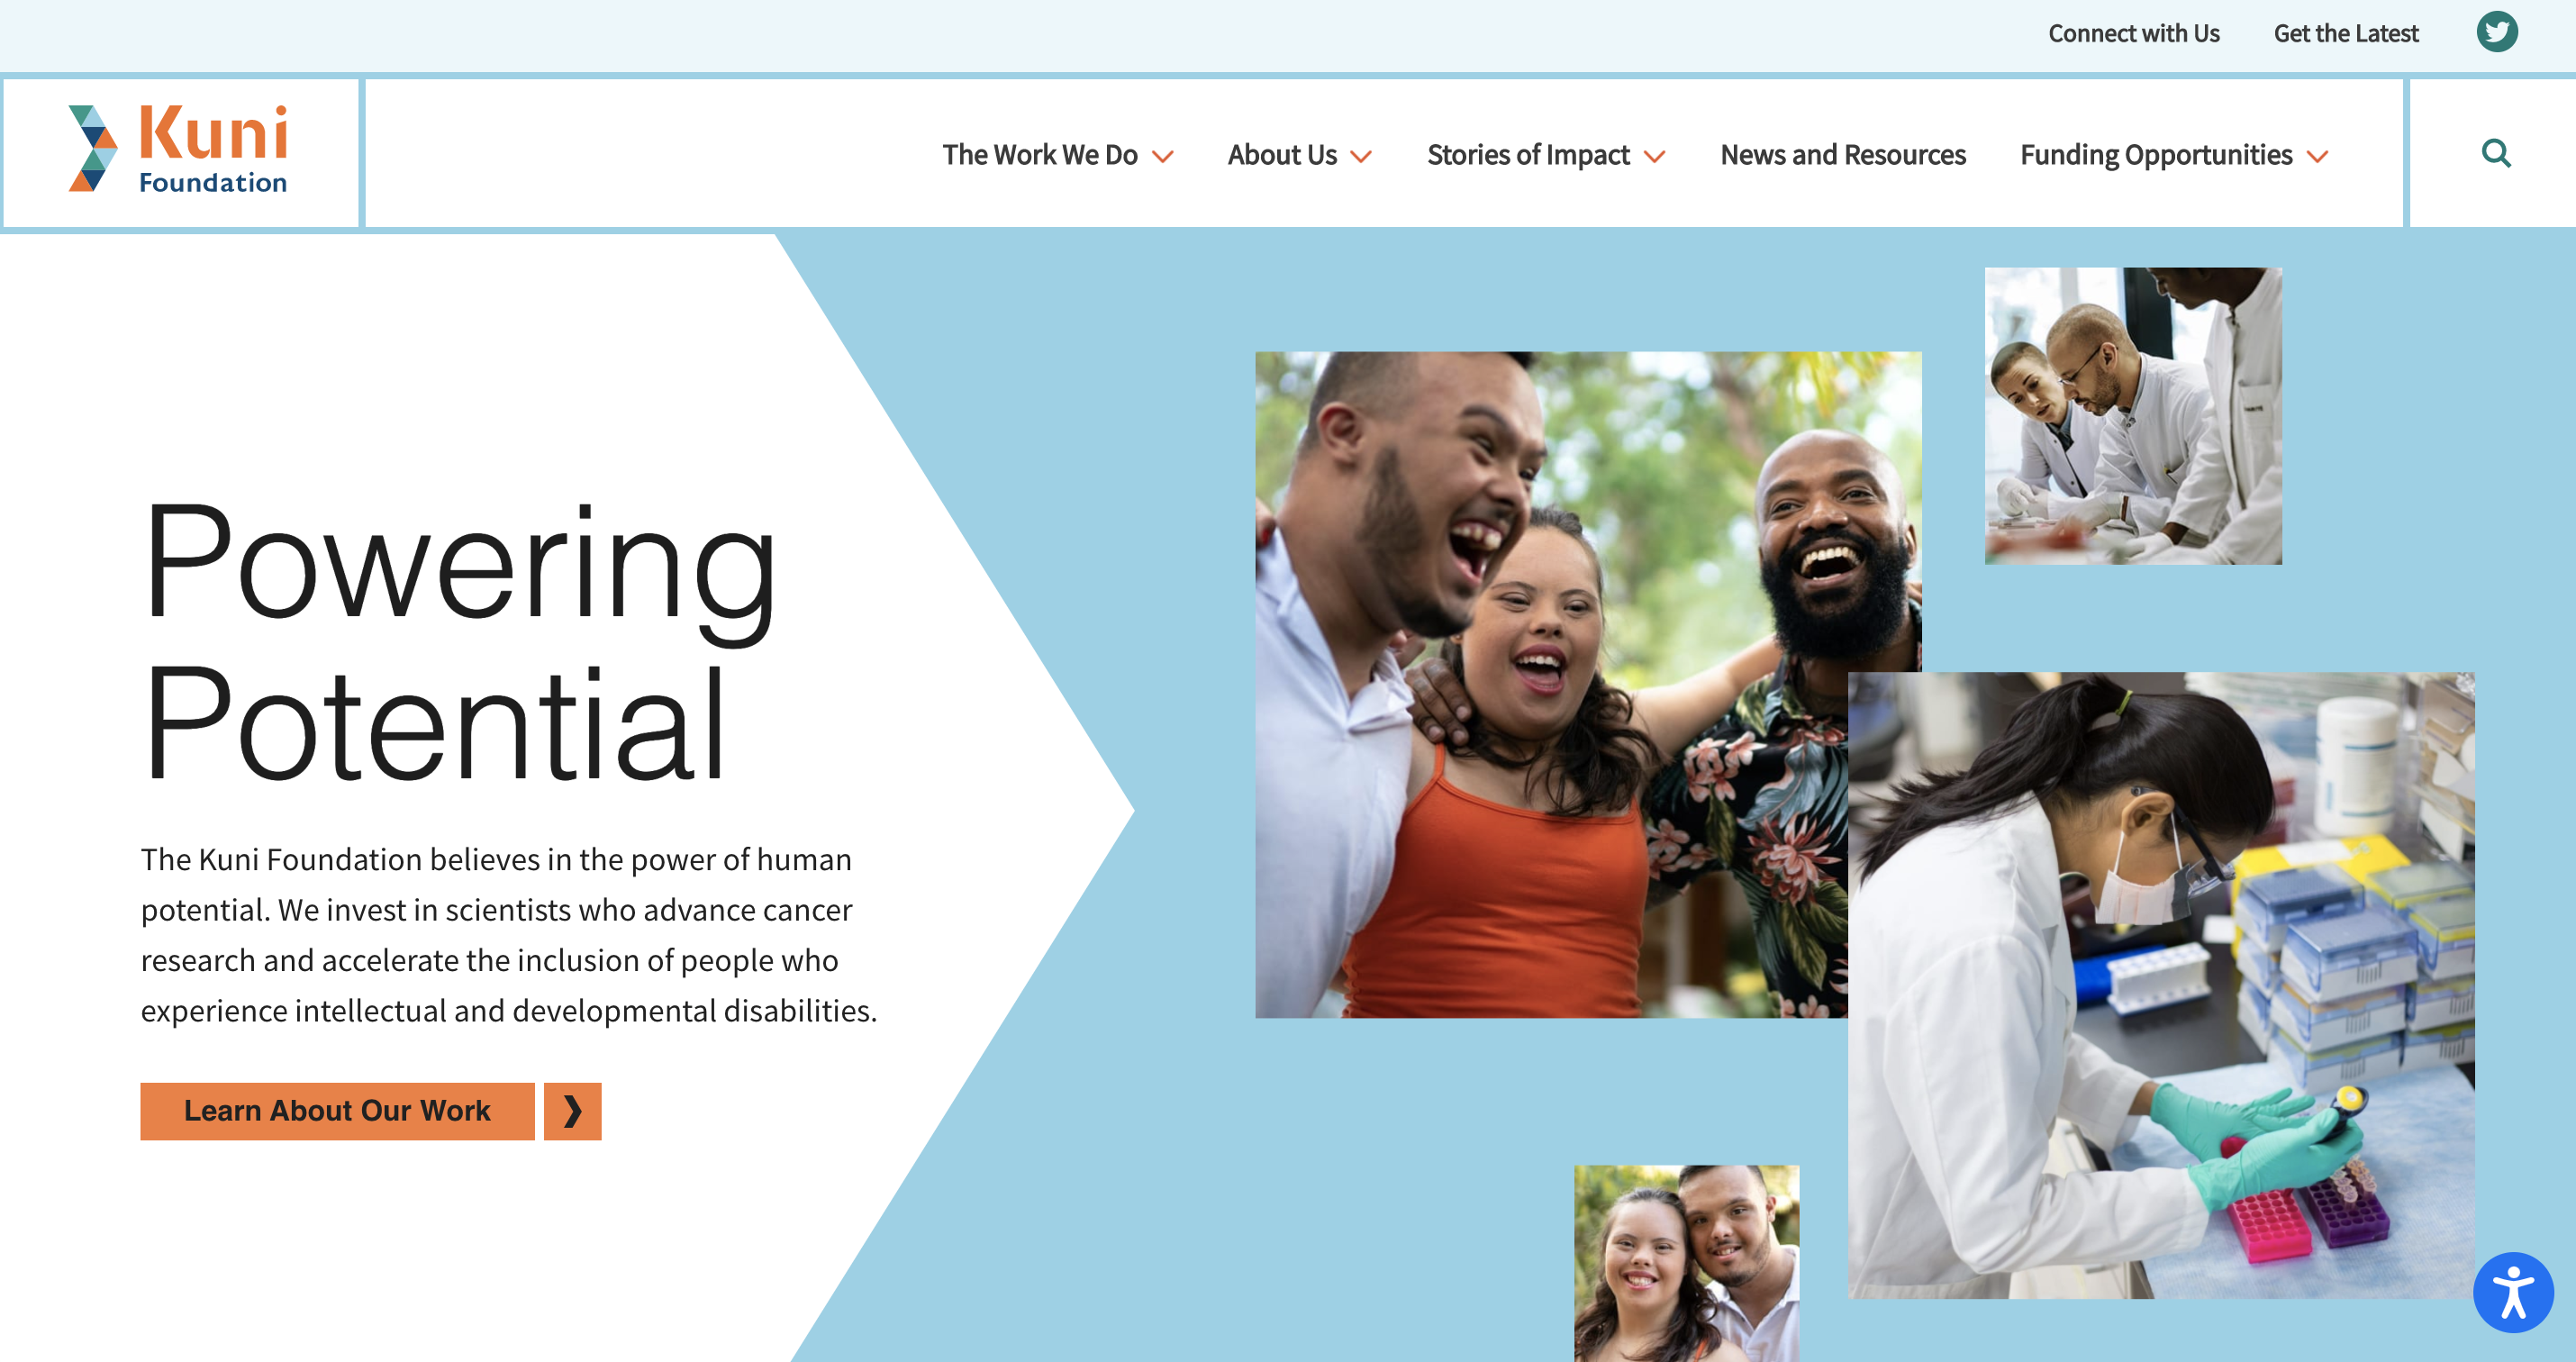 Connect with Us
Get the Latest
Kuni
Foundation
The Work We Do
About Us
Stories of Impact
News and Resources
Funding Opportunities
Powering
Potential
The Kuni Foundation believes in the power of human
potential. We invest in scientists who advance cancer
research and accelerate the inclusion of people who
experience intellectual and developmental disabilities.
Learn About Our Work